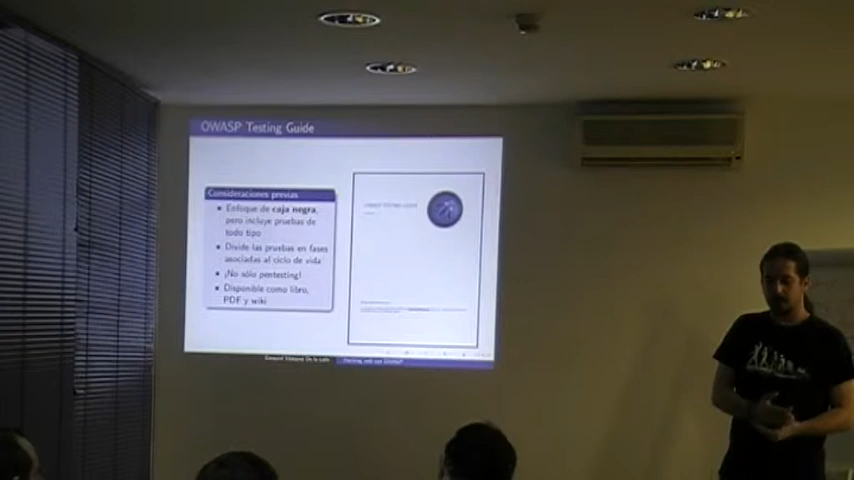 OWASP Testing Guide
Consideraciones previas
Enfoque de caja negra,
pero incluye pruebas de
todo tipo
Divide las pruebas en fases
asociadas al ciclo de vida
¡No sólo pentesting!
Disponible como libro,
PDF y wiki